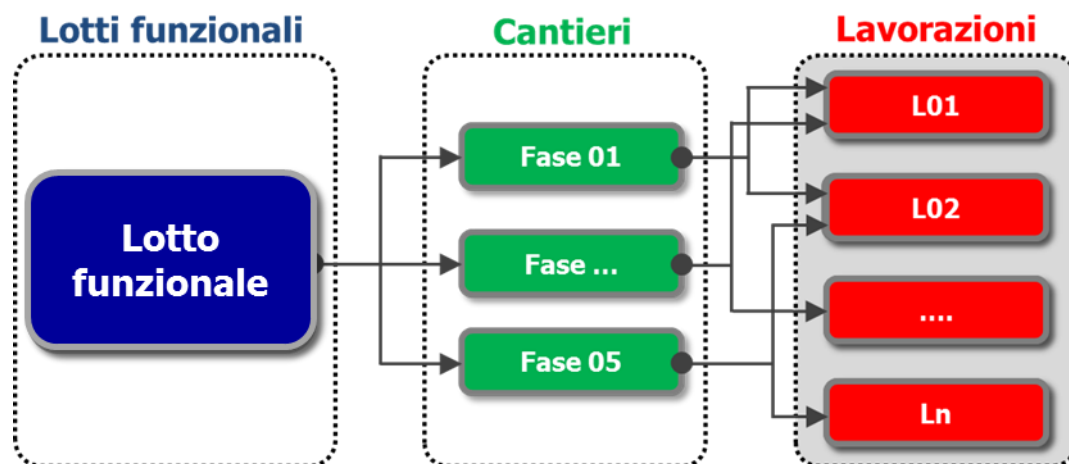 Lotti funzionali
Cantieri
Lavorazioni
Lotto
funzionale
Fase 01
Fase ...
Fase 05
L01
L02
....
Ln